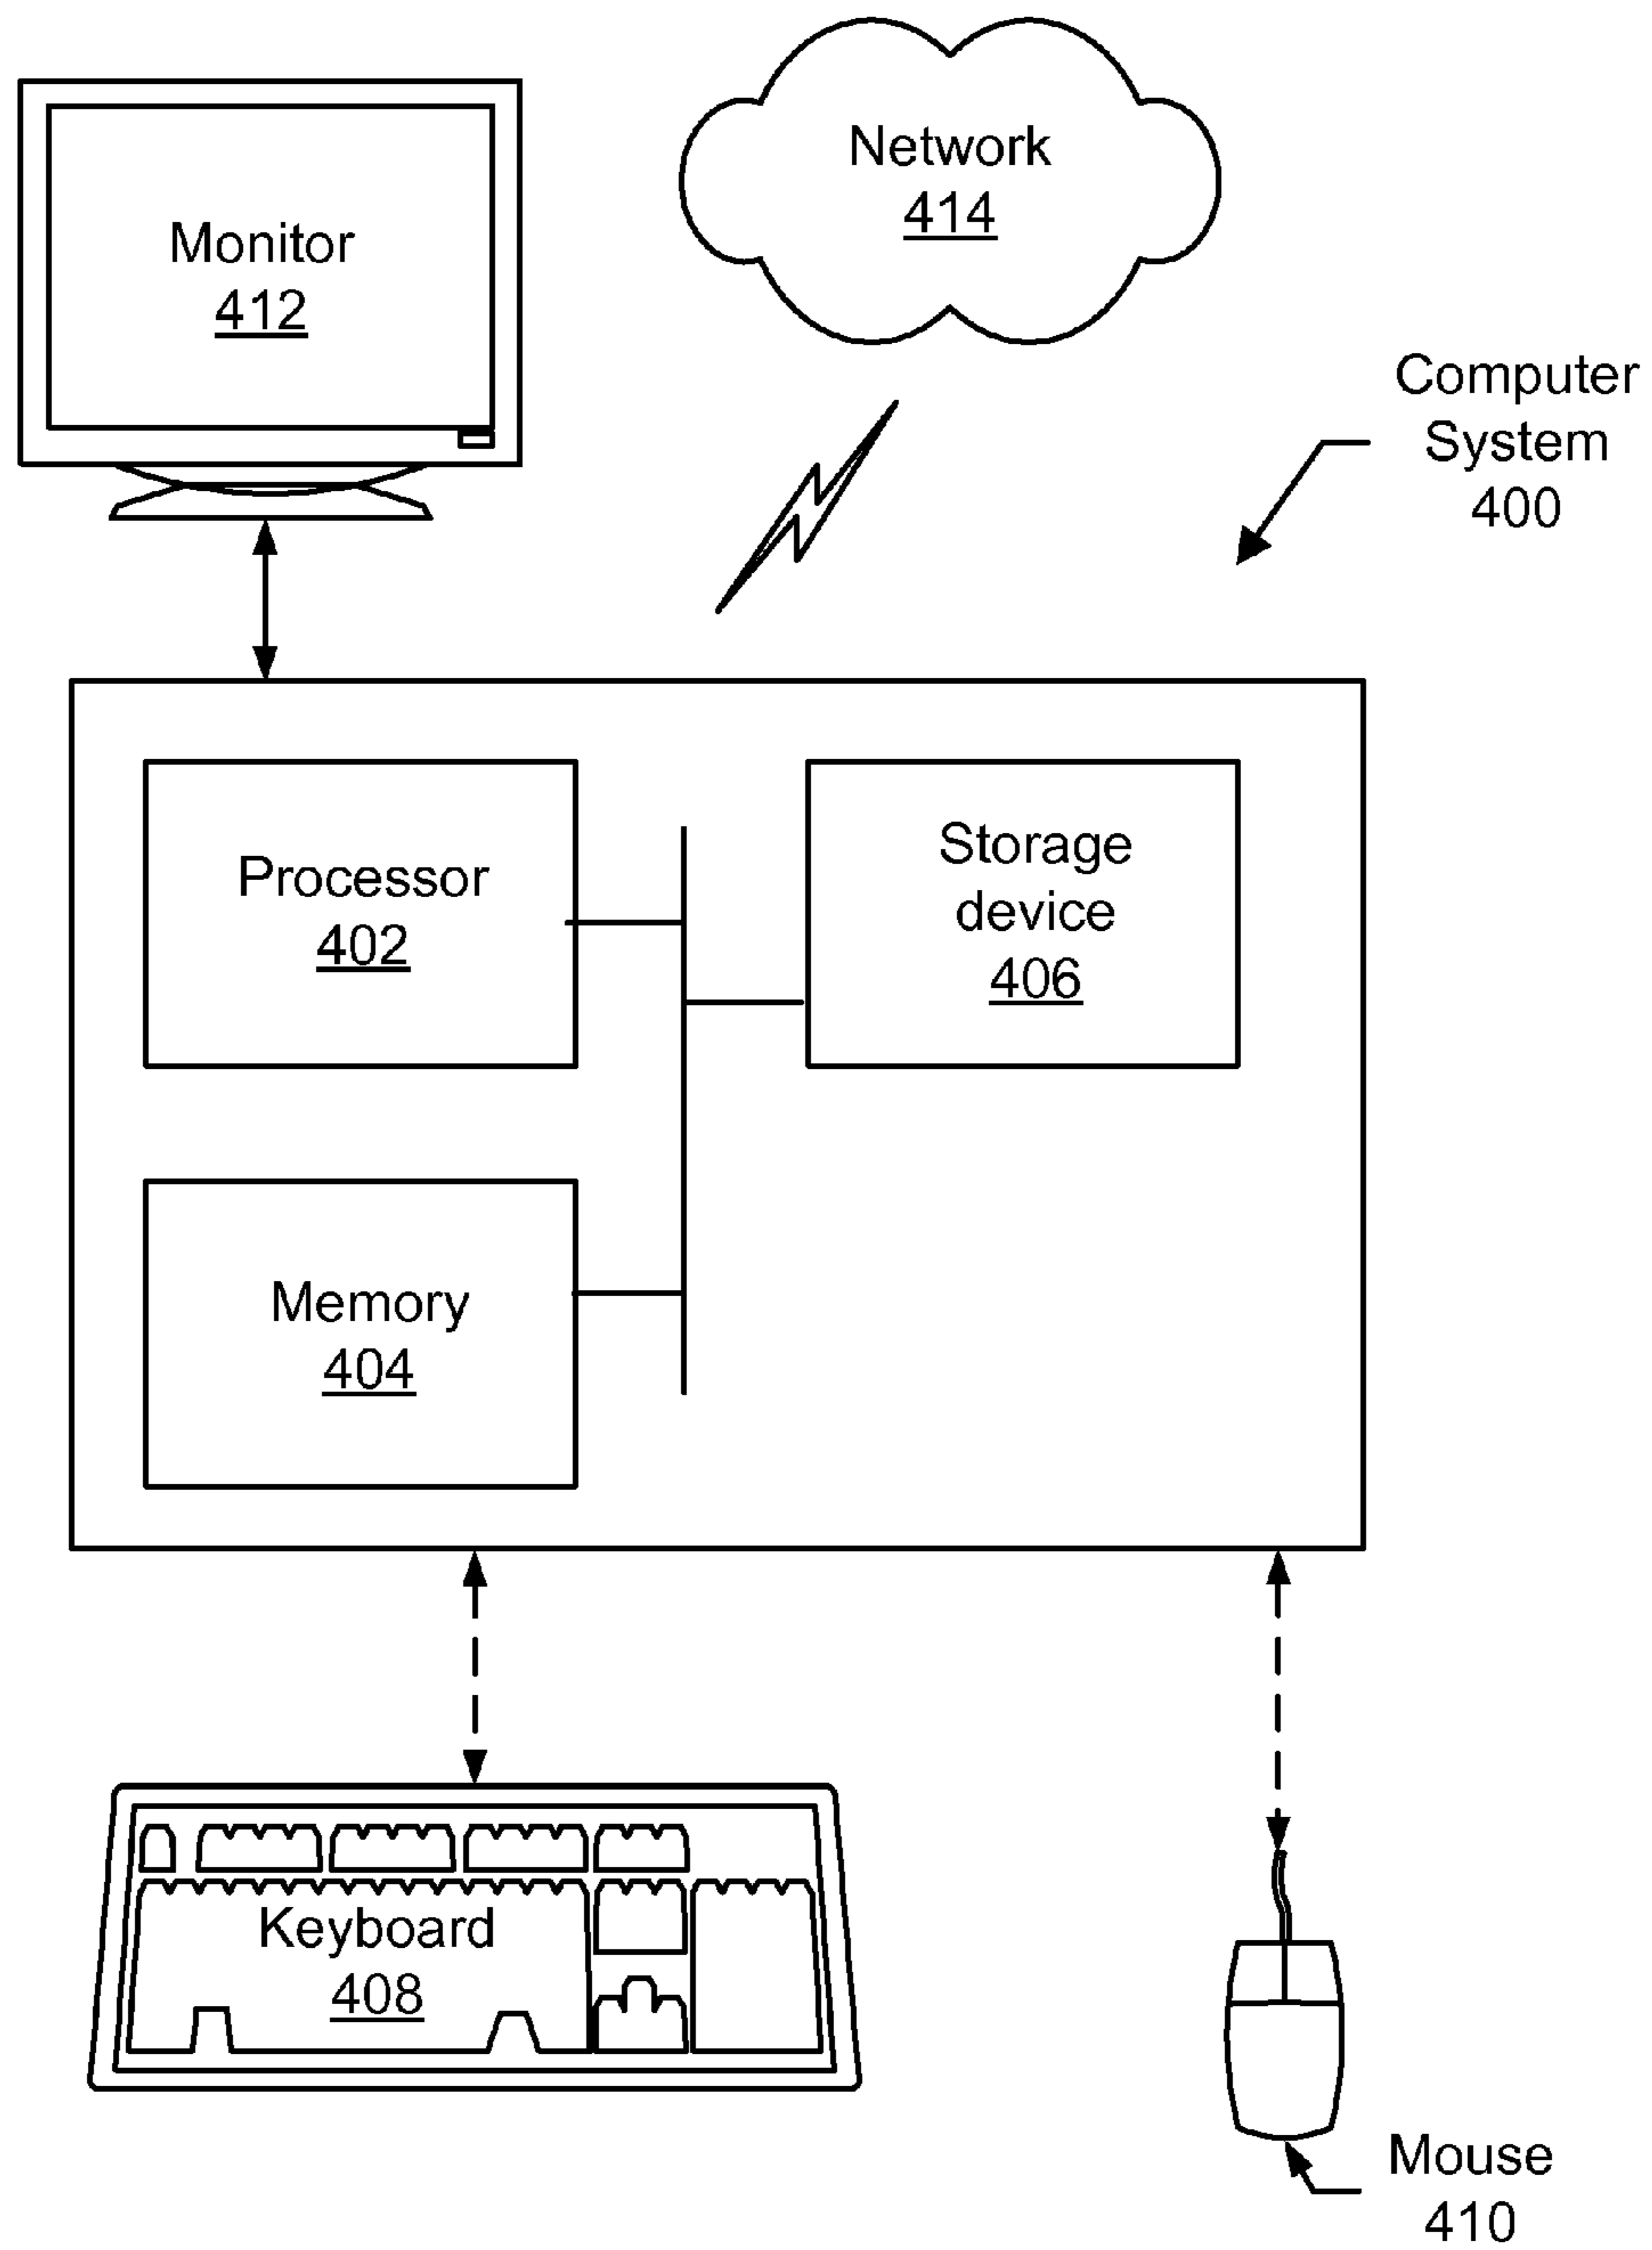 Network
414
Monitor
412
Computer
System
400
Processor
402
Storage
device
406
Memory
404
Keyboard
408
Mouse
410